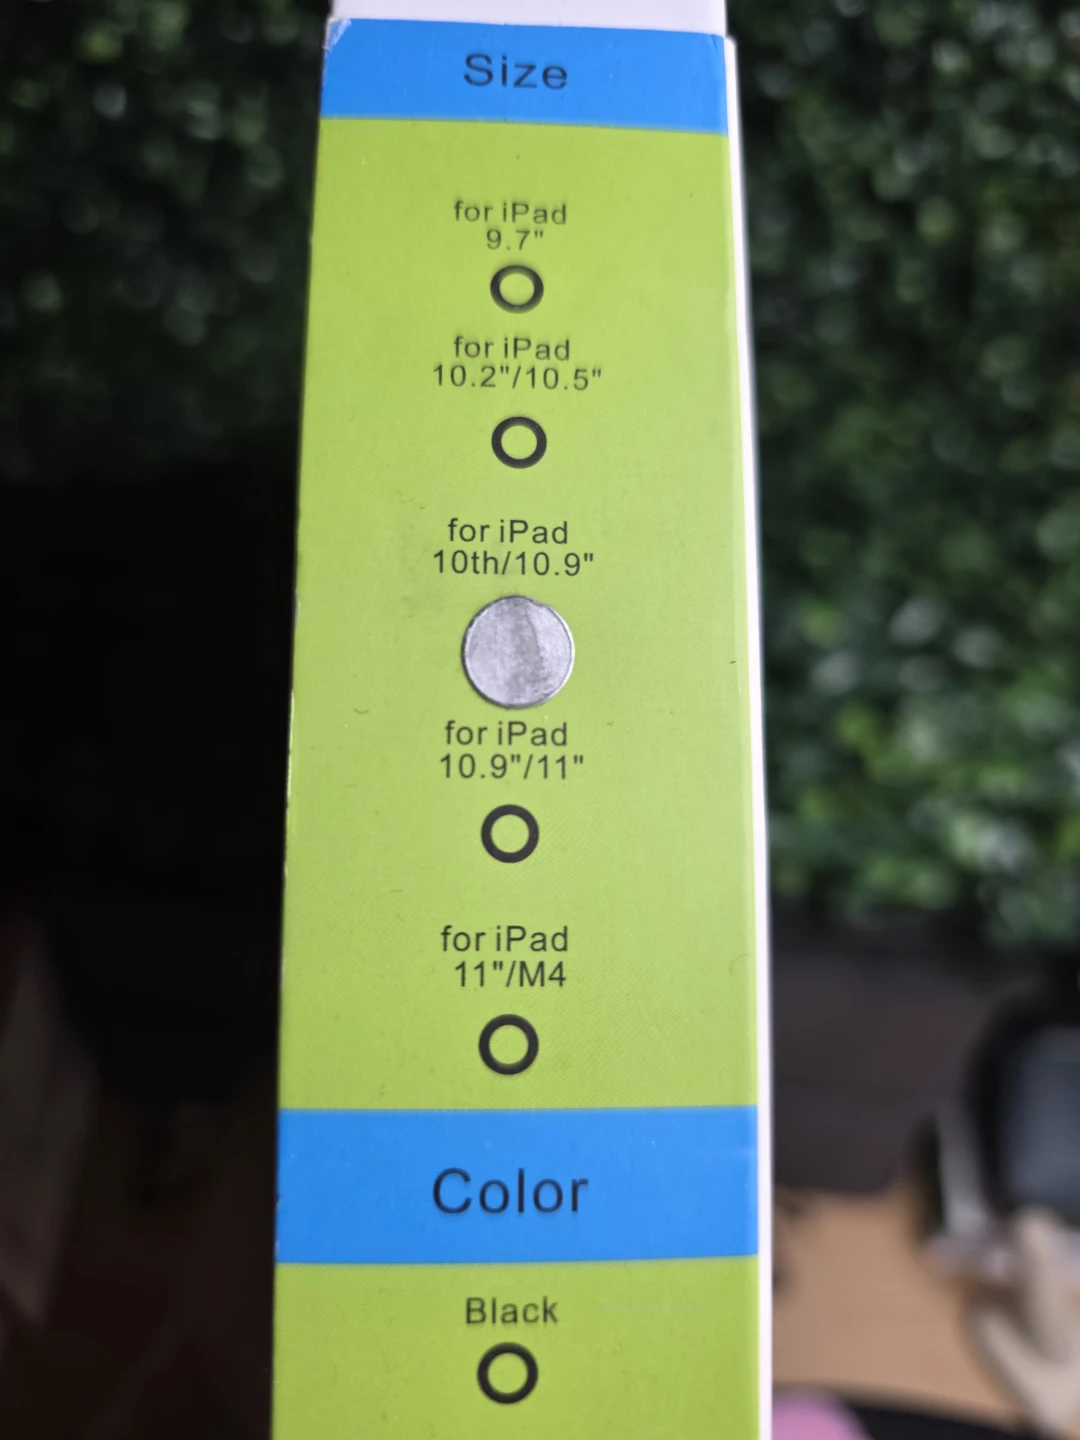 Size
for iPad
9.7"
for iPad
10.2"/10.5"
for iPad
10th/10.9"
for iPad
10.9"/11"
for iPad
11"/M4
Color
Black